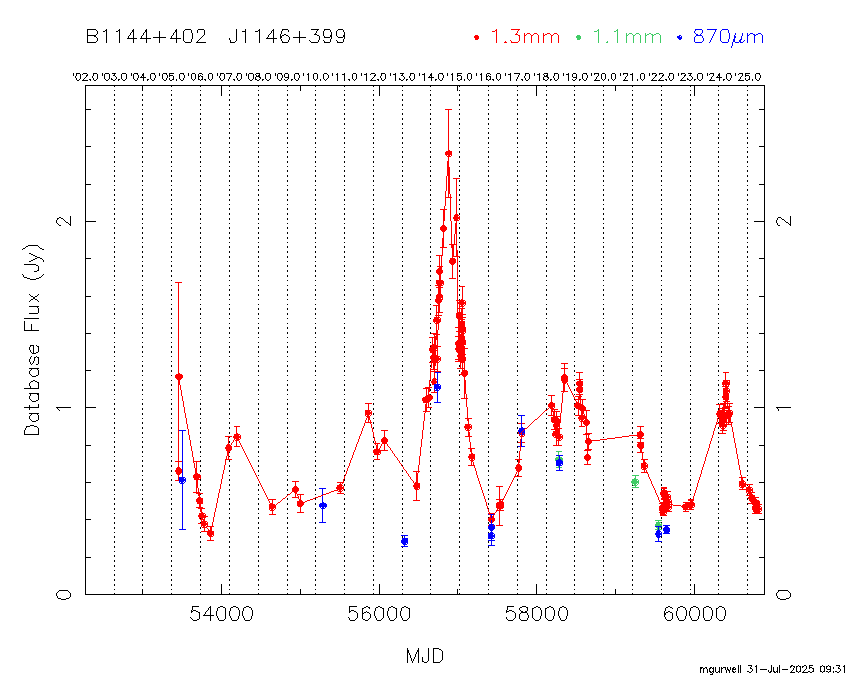 B1144+402 J1146+399 1.3mm 1.1mm 870μm
'02.0 '03.0 '04.0 '05.0 '06.0 '07.0 '08.0 '09.0 '10.0 '11.0 '12.0 '13.0 '14.0 '15.0 '16.0 '17.0 '18.0 '19.0 '20.0 '21.0 '22.0 '23.0 '24.0 '25.0
2 2
Database Flux (Jy)
1 1
0 0
54000 56000 58000 60000
MJD
mgurwell 31-Jul-2025 09:31